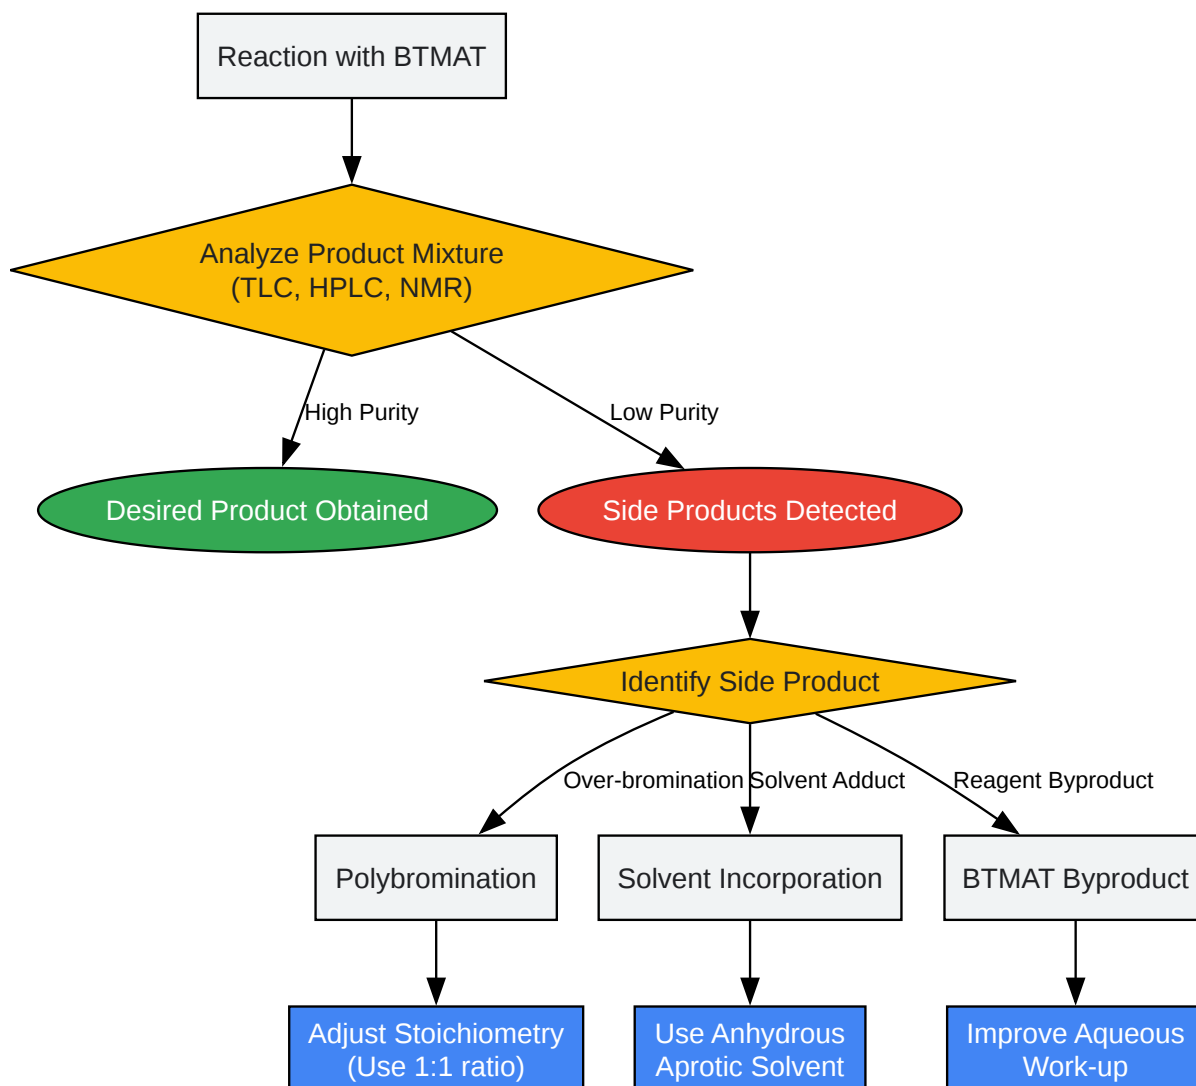 Reaction with BTMAT
Analyze Product Mixture
(TLC, HPLC, NMR)
High Purity
Low Purity
Desired Product Obtained
Side Products Detected
Identify Side Product
Over-bromination
Solvent Adduct
Reagent Byproduct
Polybromination
Solvent Incorporation
BTMAT Byproduct
Adjust Stoichiometry
(Use 1:1 ratio)
Use Anhydrous
Aprotic Solvent
Improve Aqueous
Work-up